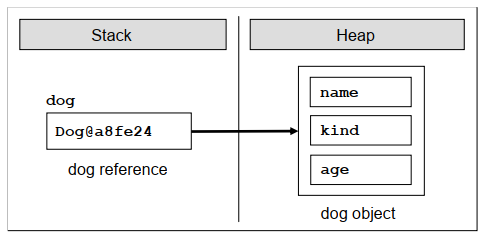 Stack
Heap
dog
Dog@a8fe24
dog reference
name
kind
age
dog object